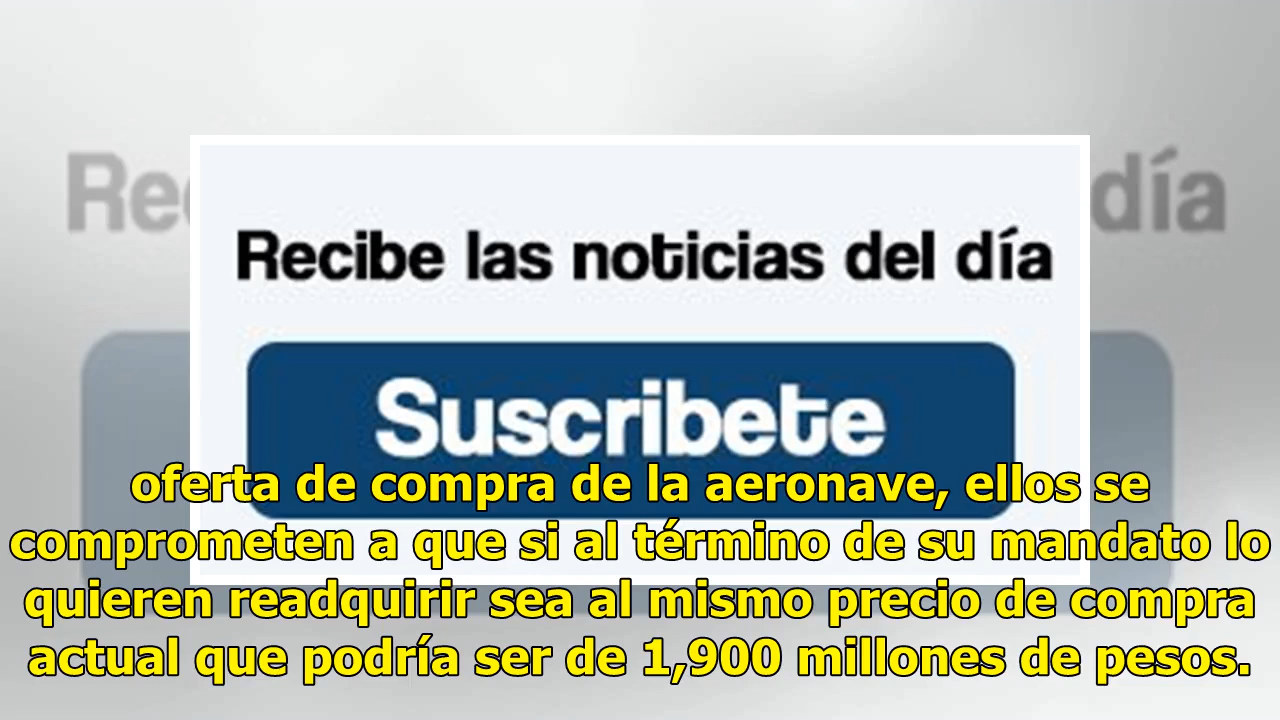 Recibe las noticias del día
Suscribete
oferta de compra de la aeronave, ellos se
comprometen a que si al término de su mandato lo
quieren readquirir sea al mismo precio de compra
actual que podría ser de 1,900 millones de pesos.